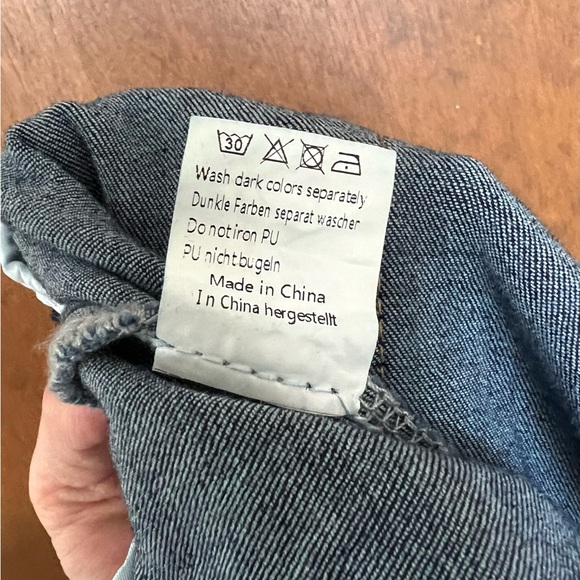 30
Wash dark colors separately
Dunkle Farben separat wascher
Do not iron PU
PU nicht bugeln
Made in China
In China hergestellt